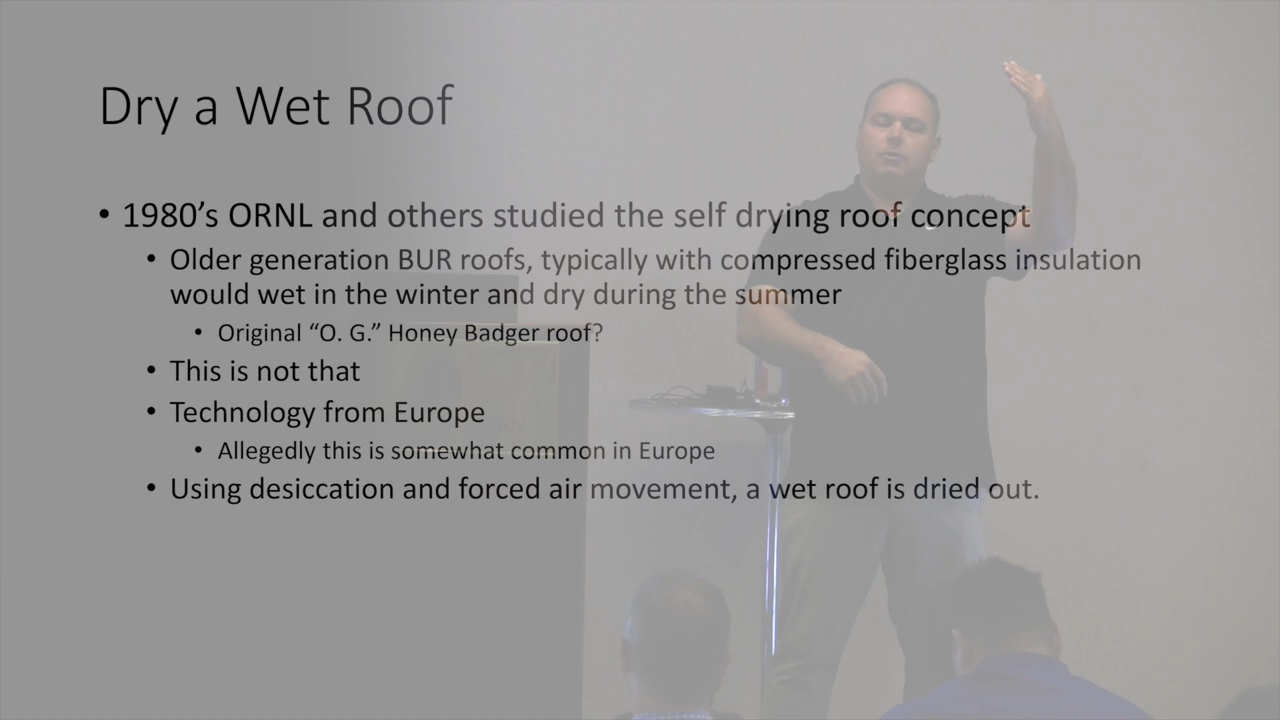 Dry a Wet Roof
• 1980’s ORNL and others studied the self drying roof concept
• Older generation BUR roofs, typically with compressed fiberglass insulation
would wet in the winter and dry during the summer
• Original “O. G.” Honey Badger roof?
• This is not that
• Technology from Europe
• Allegedly this is somewhat common in Europe
• Using desiccation and forced air movement, a wet roof is dried out.